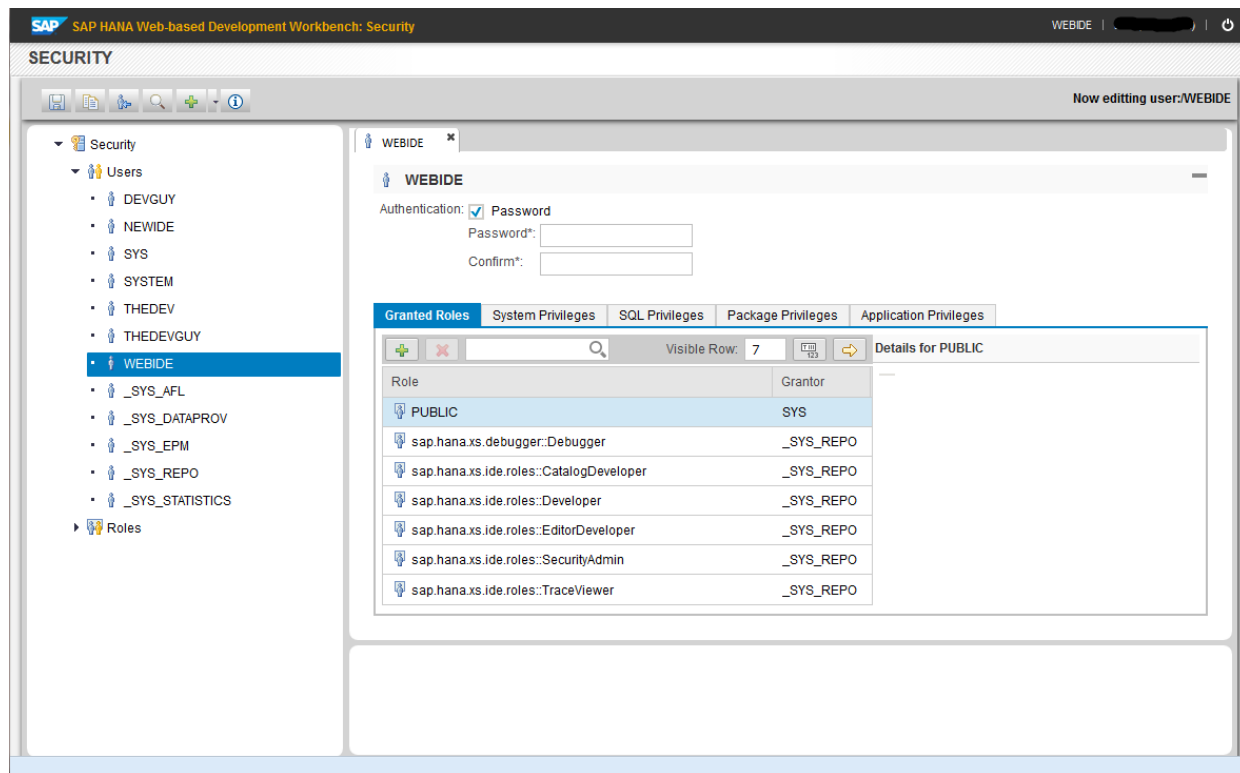 SAP SAP HANA Web-based Development Workbench: Security WEBIDE | ) |
SECURITY
Now editting user:/WEBIDE
Security
Users
DEVGUY
NEWIDE
SYS
SYSTEM
THEDEV
THEDEVGUY
WEBIDE
_SYS_AFL
_SYS_DATAPROV
_SYS_EPM
_SYS_REPO
_SYS_STATISTICS
Roles
WEBIDE
WEBIDE
Authentication: Password
Password*:
Confirm*:
Granted Roles System Privileges SQL Privileges Package Privileges Application Privileges
Visible Row: 7 Details for PUBLIC
Role Grantor
PUBLIC SYS
sap.hana.xs.debugger::Debugger _SYS_REPO
sap.hana.xs.ide.roles::CatalogDeveloper _SYS_REPO
sap.hana.xs.ide.roles::Developer _SYS_REPO
sap.hana.xs.ide.roles::EditorDeveloper _SYS_REPO
sap.hana.xs.ide.roles::SecurityAdmin _SYS_REPO
sap.hana.xs.ide.roles::TraceViewer _SYS_REPO